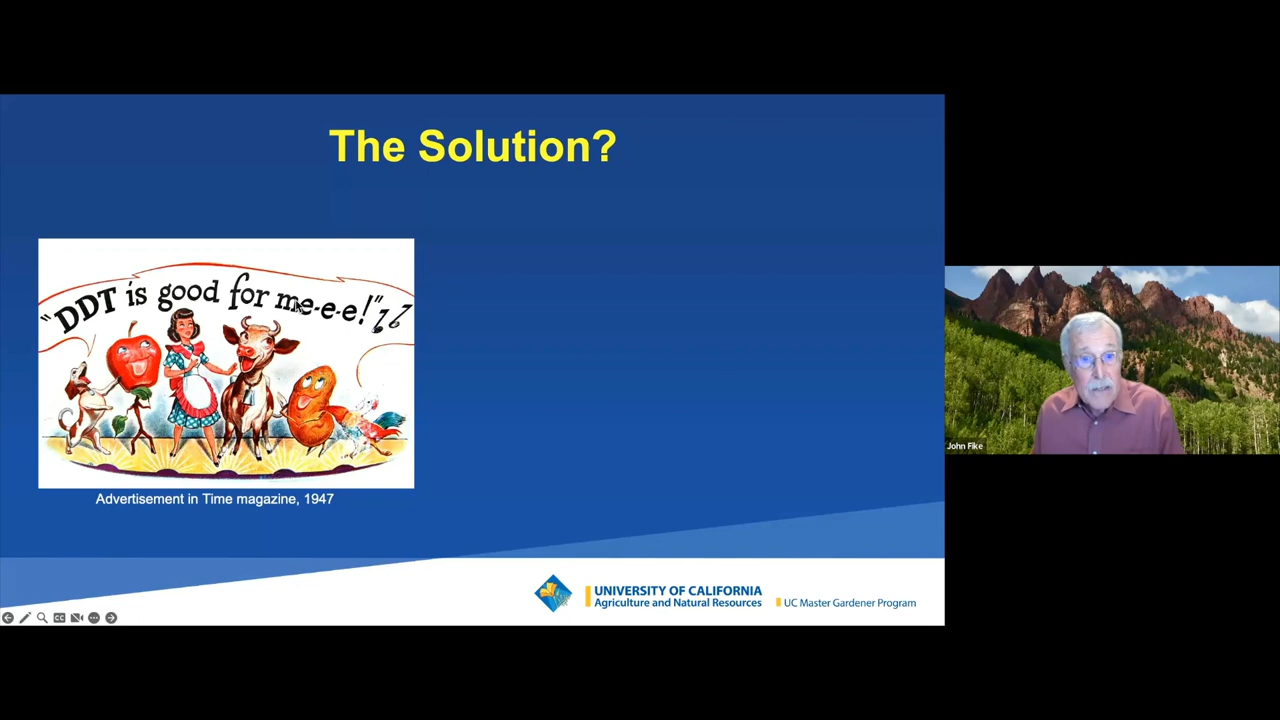 The Solution?
"DDT is good for me-e-e!"
Advertisement in Time magazine, 1947
UNIVERSITY OF CALIFORNIA
Agriculture and Natural Resources
UC Master Gardener Program
John Fike
CC